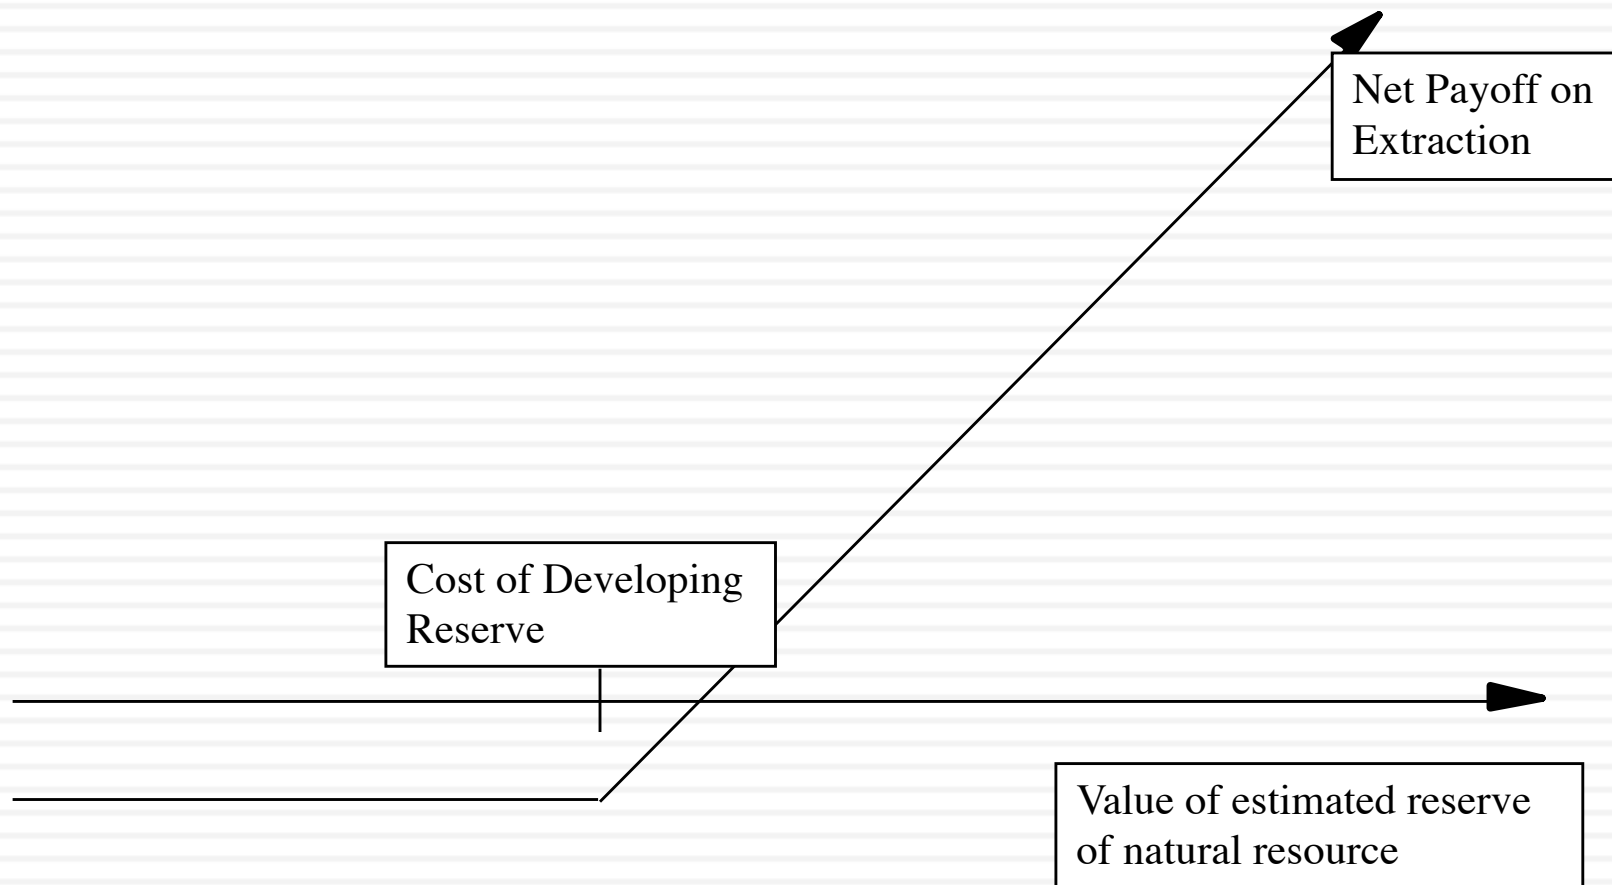 Net Payoff on
Extraction
Cost of Developing
Reserve
Value of estimated reserve
of natural resource